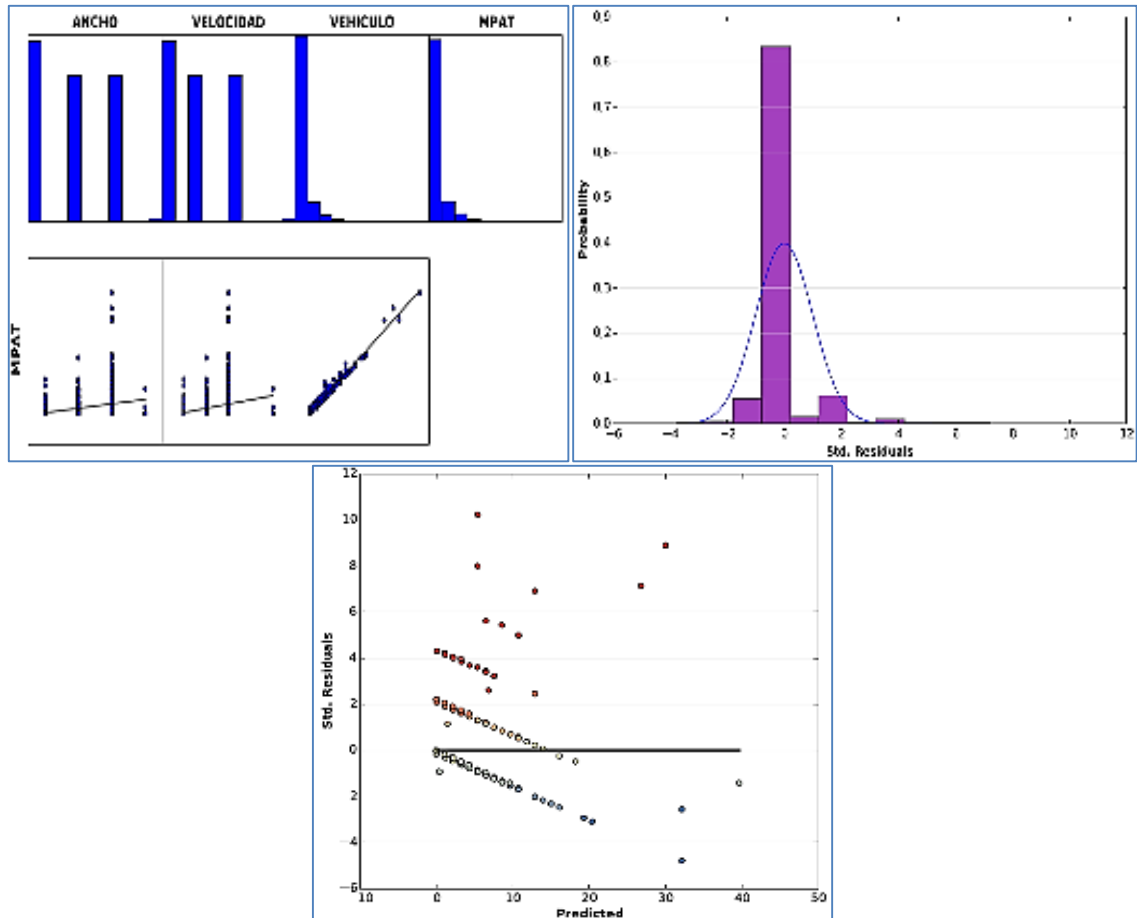 ANCHO VELOCIDAD VEHICULO MPAT
MPAT
0,9
0,8
0,7
0,6
0,5
0,4
0,3
0,2
0,1
0,0
Probability
−6 −4 −2 0 2 4 6 8 10 12
Std. Residuals
12
10
8
6
4
2
0
2
−4
−6
Std. Residuals
10 0 10 20 30 40 50
Predicted